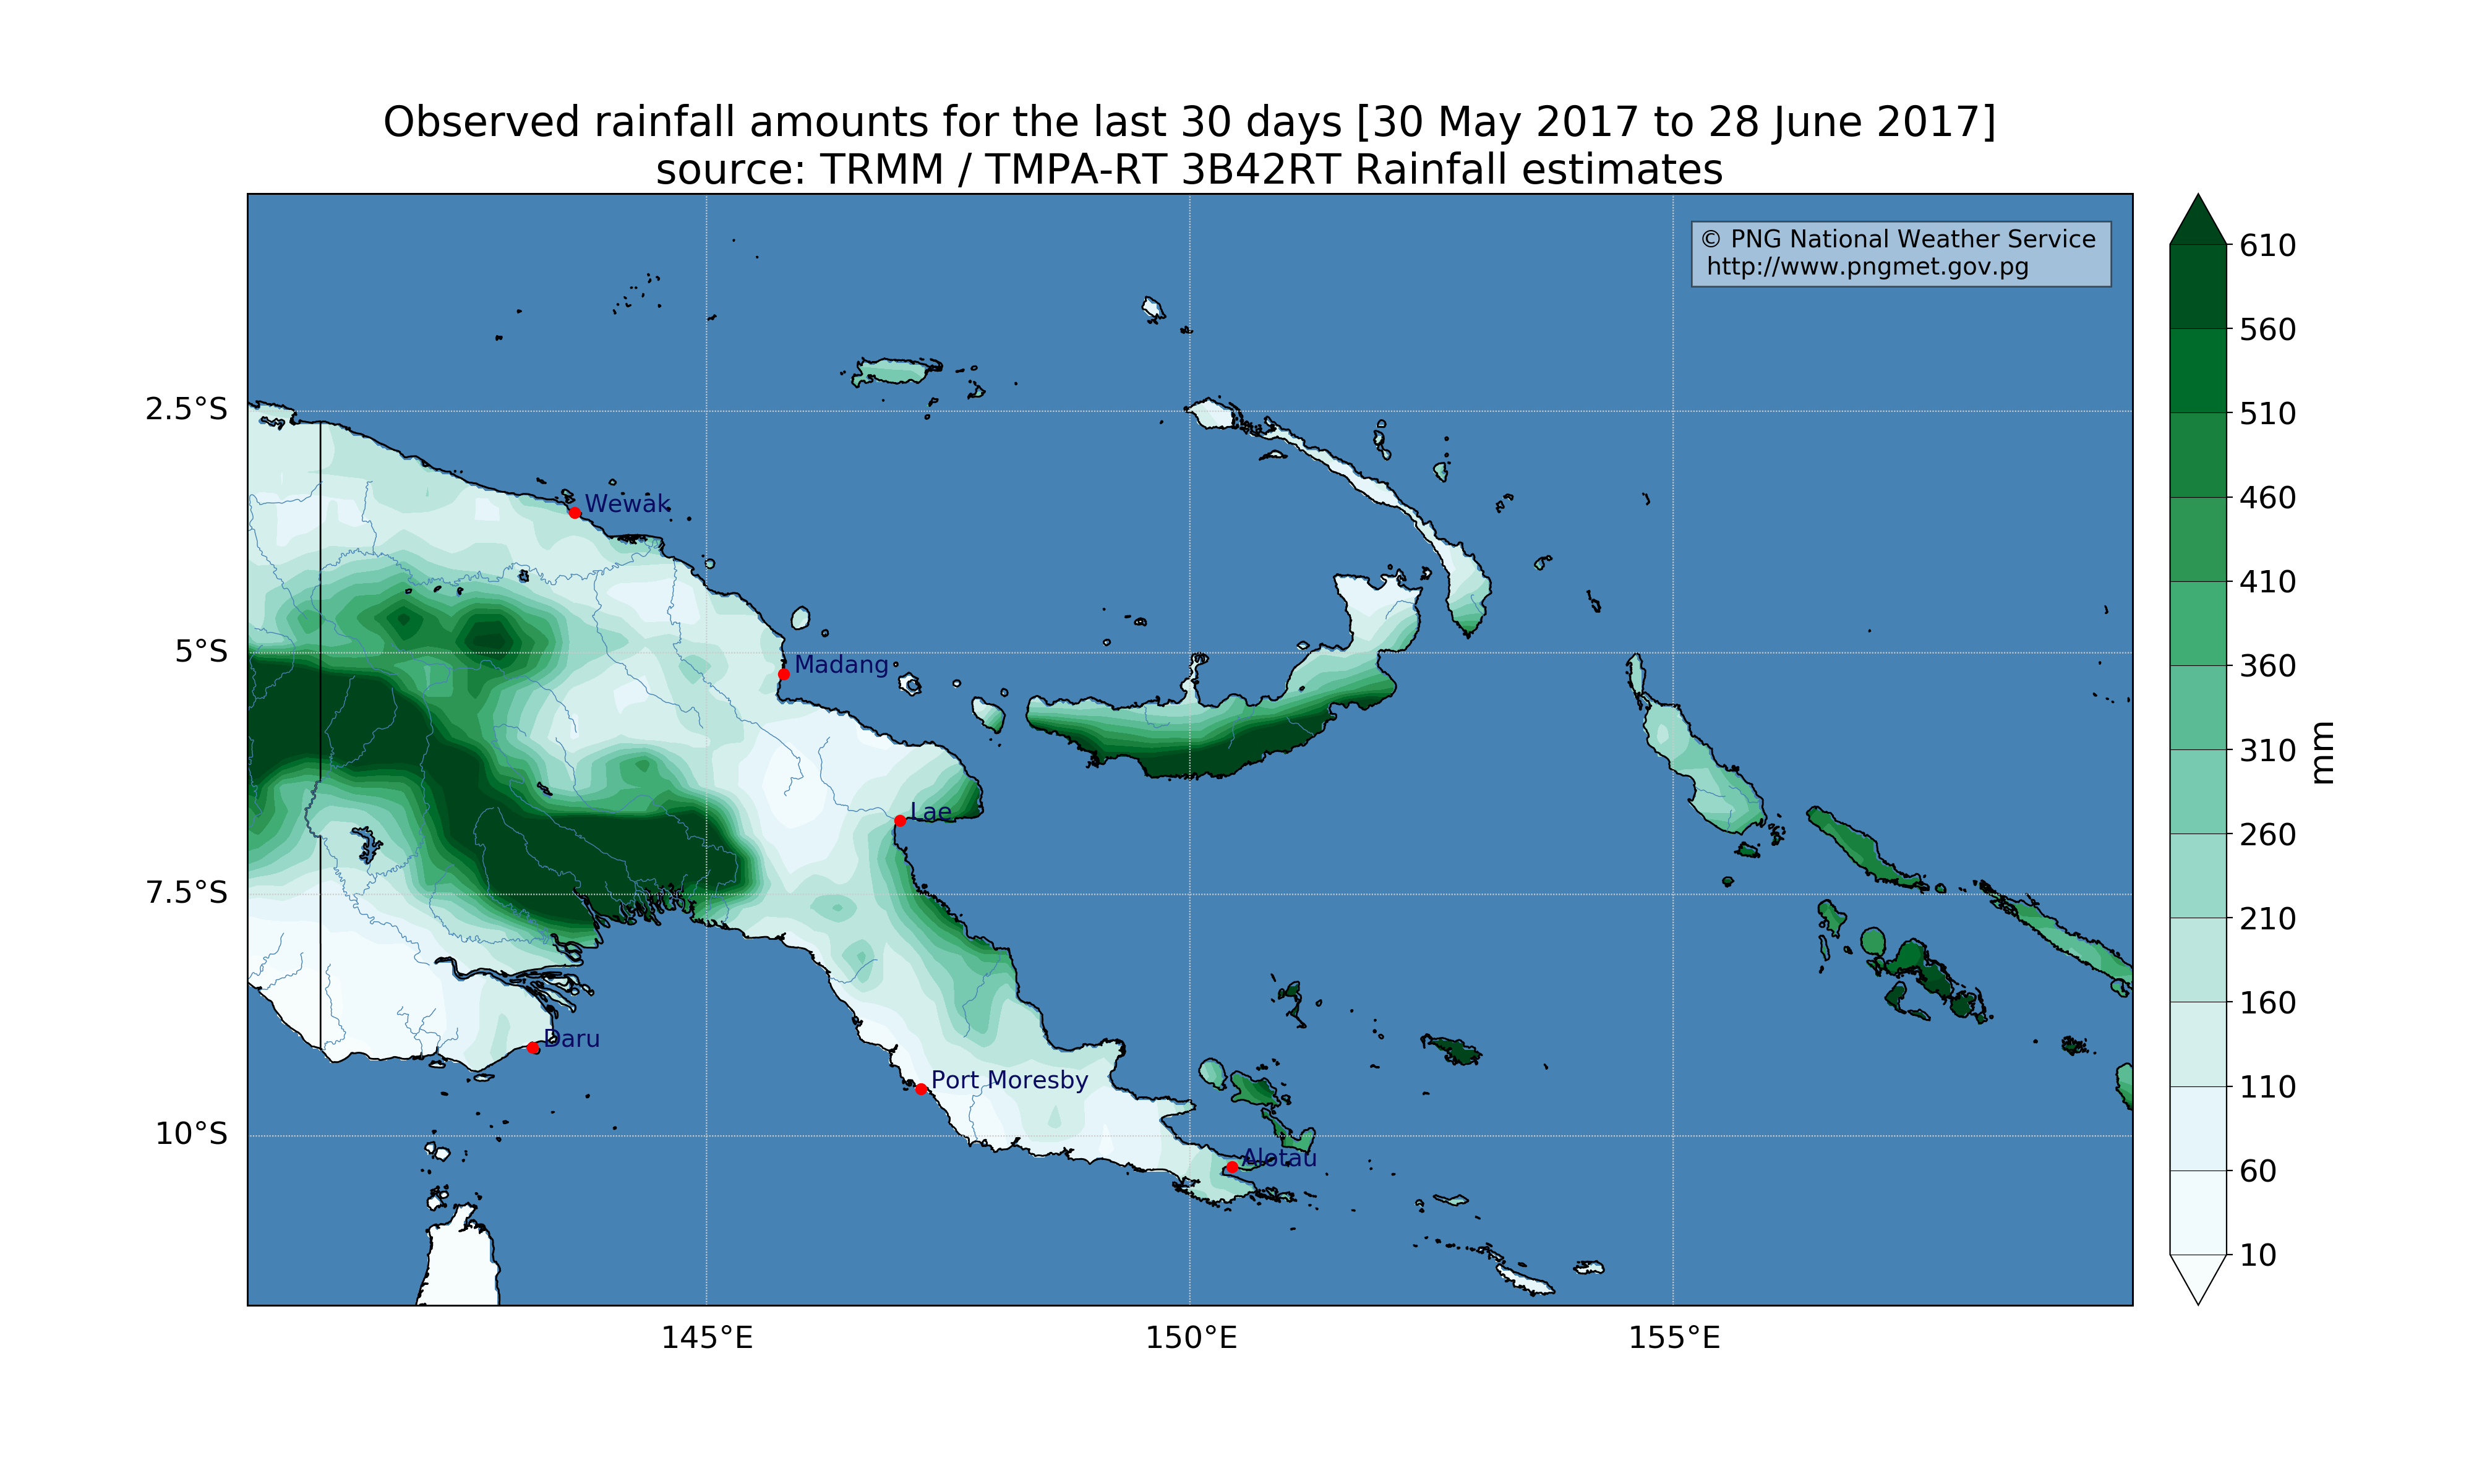 Observed rainfall amounts for the last 30 days [30 May 2017 to 28 June 2017]
source: TRMM / TMPA-RT 3B42RT Rainfall estimates
© PNG National Weather Service
http://www.pngmet.gov.pg
610
560
510
460
410
360
310
260
210
160
110
60
10
mm
2.5°S
5°S
7.5°S
10°S
Wewak
Madang
Lae
Daru
Port Moresby
Alotau
145°E
150°E
155°E